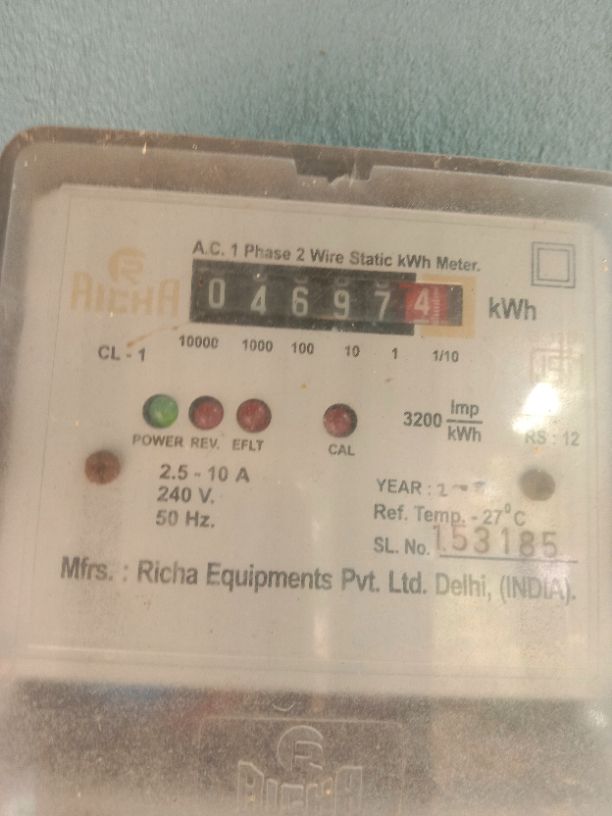 A.C. 1 Phase 2 Wire Static kWh Meter.
RICHA
0 4 6 9 7 4 kWh
CL - 1 10000 1000 100 10 1 1/10
3200 Imp/kWh
POWER REV. EFLT CAL
RS : 12
2.5 - 10 A
240 V.
50 Hz.
YEAR :
Ref. Temp. - 27°C
SL. No. 153185
Mfrs. : Richa Equipments Pvt. Ltd. Delhi, (INDIA).
RICHA